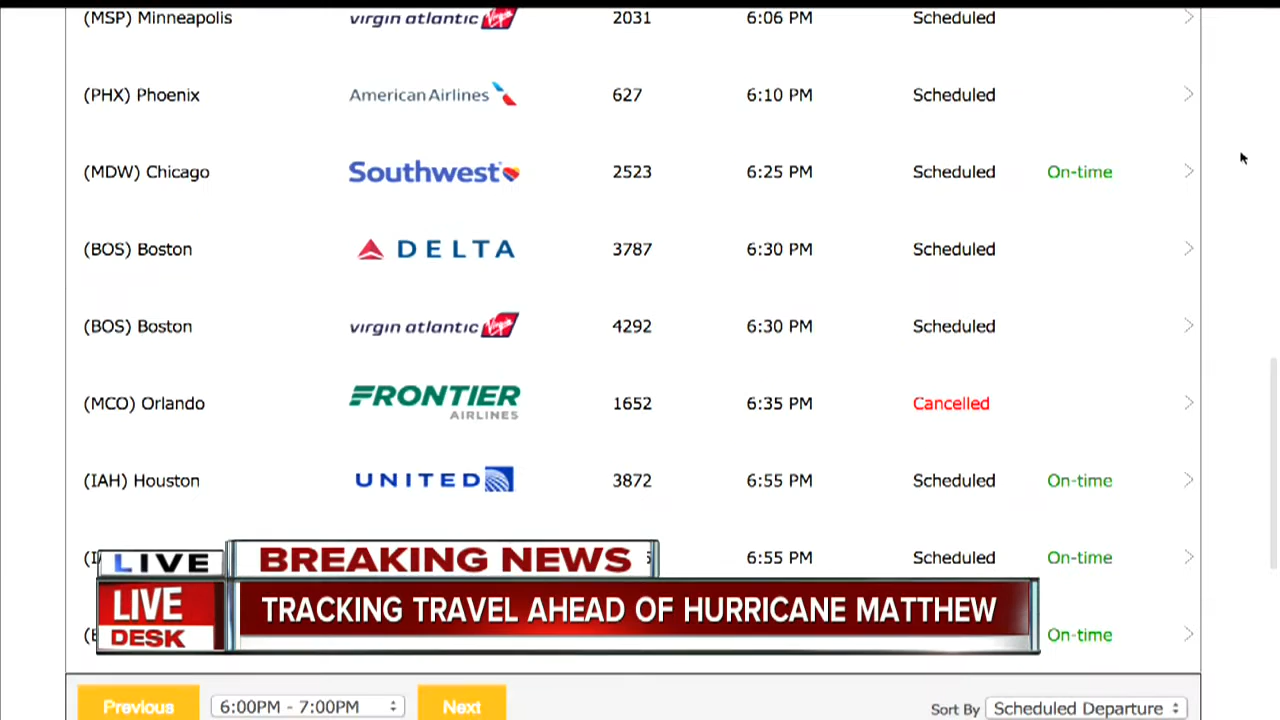 (MSP) Minneapolis virgin atlantic 2031 6:06 PM Scheduled
(PHX) Phoenix American Airlines 627 6:10 PM Scheduled
(MDW) Chicago Southwest 2523 6:25 PM Scheduled On-time
(BOS) Boston DELTA 3787 6:30 PM Scheduled
(BOS) Boston virgin atlantic 4292 6:30 PM Scheduled
(MCO) Orlando FRONTIER AIRLINES 1652 6:35 PM Cancelled
(IAH) Houston UNITED 3872 6:55 PM Scheduled On-time
6:55 PM Scheduled On-time
LIVE BREAKING NEWS
LIVE DESK TRACKING TRAVEL AHEAD OF HURRICANE MATTHEW
On-time
Previous 6:00PM - 7:00PM Next Sort By Scheduled Departure